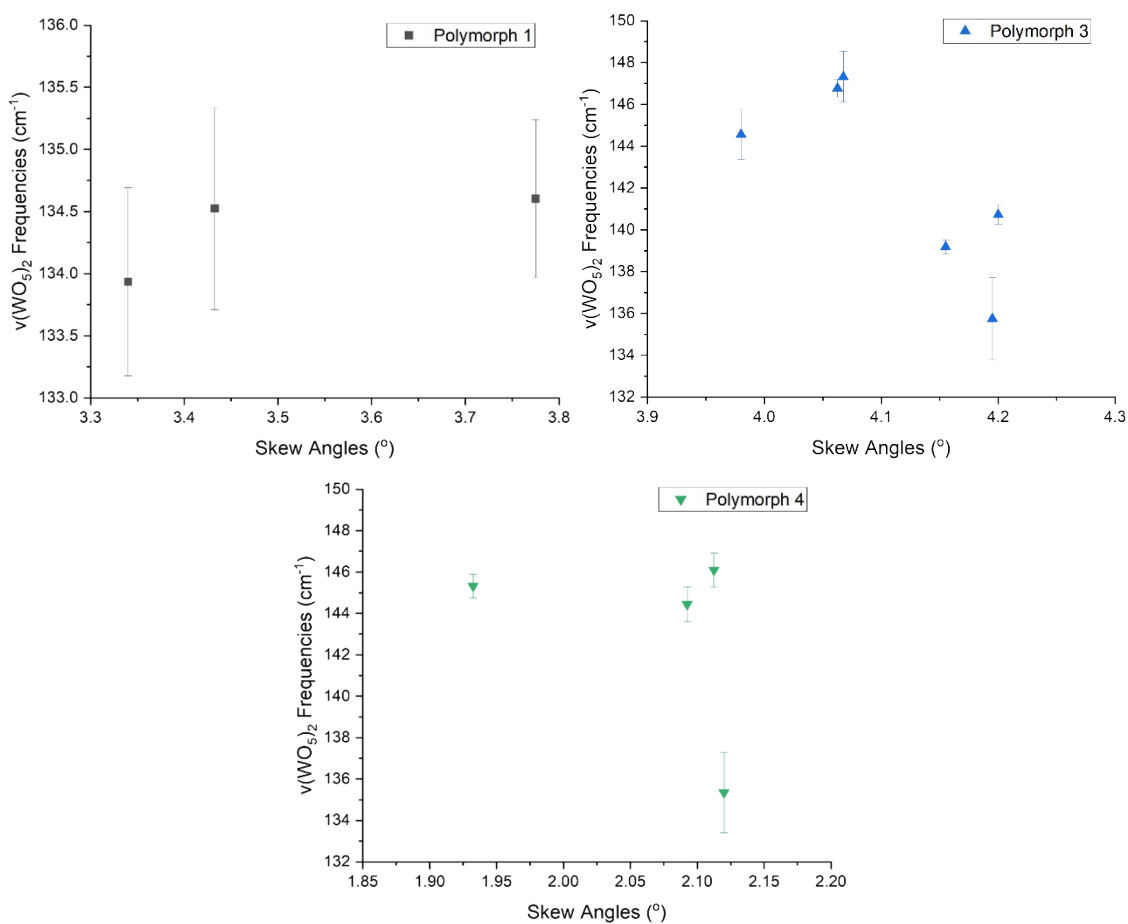 Polymorph 1
136.0
135.5
135.0
134.5
134.0
133.5
133.0
ν(WO₅)₂ Frequencies (cm⁻¹)
3.3 3.4 3.5 3.6 3.7 3.8
Skew Angles (°)
Polymorph 3
150
148
146
144
142
140
138
136
134
132
ν(WO₅)₂ Frequencies (cm⁻¹)
3.9 4.0 4.1 4.2 4.3
Skew Angles (°)
Polymorph 4
150
148
146
144
142
140
138
136
134
132
ν(WO₅)₂ Frequencies (cm⁻¹)
1.85 1.90 1.95 2.00 2.05 2.10 2.15 2.20
Skew Angles (°)